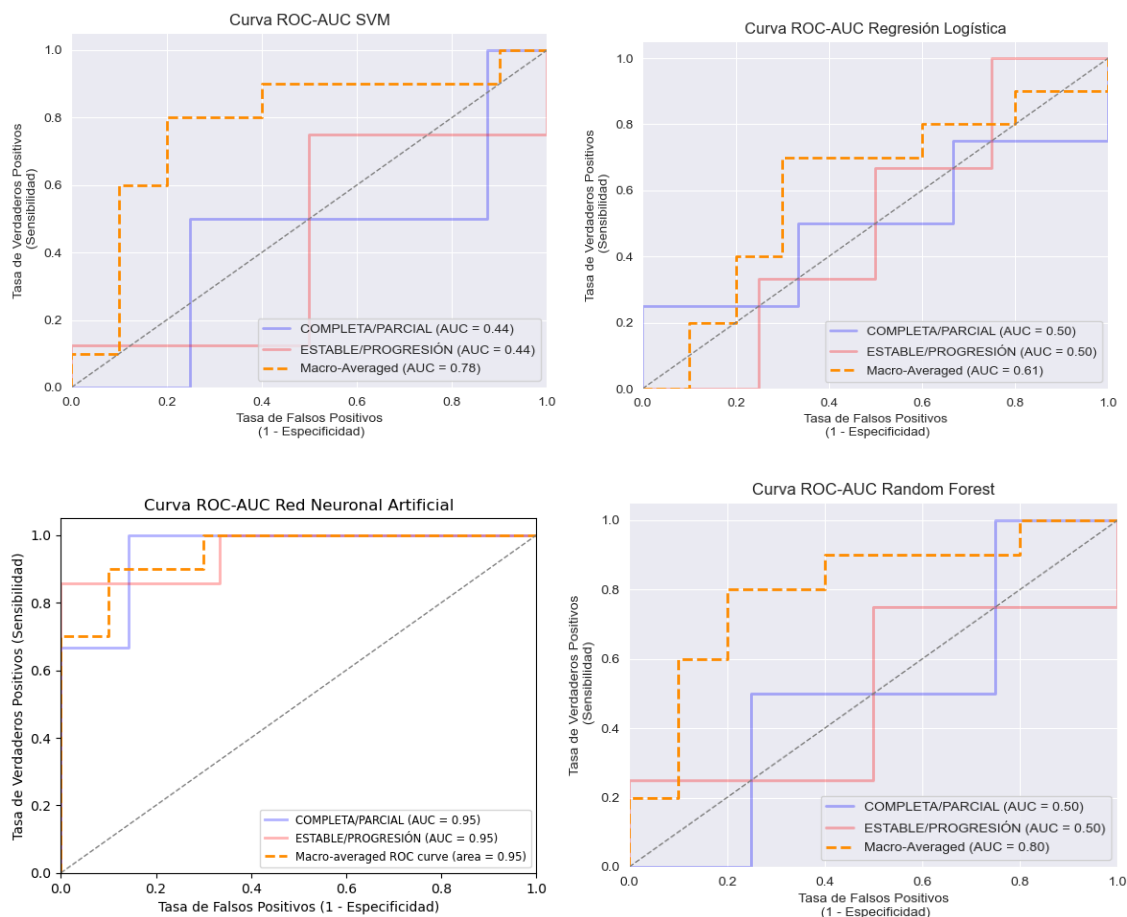 Curva ROC-AUC SVM
Tasa de Verdaderos Positivos
(Sensibilidad)
1.0
0.8
0.6
0.4
0.2
0.0
COMPLETA/PARCIAL (AUC = 0.44)
ESTABLE/PROGRESIÓN (AUC = 0.44)
Macro-Averaged (AUC = 0.78)
0.0 0.2 0.4 0.6 0.8 1.0
Tasa de Falsos Positivos
(1 - Especificidad)
Curva ROC-AUC Regresión Logística
Tasa de Verdaderos Positivos
(Sensibilidad)
1.0
0.8
0.6
0.4
0.2
0.0
COMPLETA/PARCIAL (AUC = 0.50)
ESTABLE/PROGRESIÓN (AUC = 0.50)
Macro-Averaged (AUC = 0.61)
0.0 0.2 0.4 0.6 0.8 1.0
Tasa de Falsos Positivos
(1 - Especificidad)
Curva ROC-AUC Red Neuronal Artificial
Tasa de Verdaderos Positivos (Sensibilidad)
1.0
0.8
0.6
0.4
0.2
0.0
COMPLETA/PARCIAL (AUC = 0.95)
ESTABLE/PROGRESIÓN (AUC = 0.95)
Macro-averaged ROC curve (area = 0.95)
0.0 0.2 0.4 0.6 0.8 1.0
Tasa de Falsos Positivos (1 - Especificidad)
Curva ROC-AUC Random Forest
Tasa de Verdaderos Positivos
(Sensibilidad)
1.0
0.8
0.6
0.4
0.2
0.0
COMPLETA/PARCIAL (AUC = 0.50)
ESTABLE/PROGRESIÓN (AUC = 0.50)
Macro-Averaged (AUC = 0.80)
0.0 0.2 0.4 0.6 0.8 1.0
Tasa de Falsos Positivos
(1 - Especificidad)